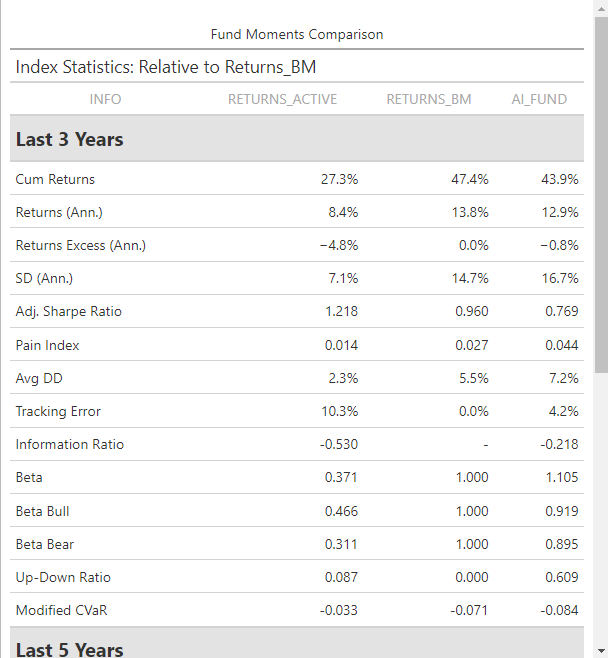 Fund Moments Comparison
Index Statistics: Relative to Returns_BM
INFO RETURNS_ACTIVE RETURNS_BM AI_FUND
Last 3 Years
Cum Returns 27.3% 47.4% 43.9%
Returns (Ann.) 8.4% 13.8% 12.9%
Returns Excess (Ann.) −4.8% 0.0% −0.8%
SD (Ann.) 7.1% 14.7% 16.7%
Adj. Sharpe Ratio 1.218 0.960 0.769
Pain Index 0.014 0.027 0.044
Avg DD 2.3% 5.5% 7.2%
Tracking Error 10.3% 0.0% 4.2%
Information Ratio -0.530 - -0.218
Beta 0.371 1.000 1.105
Beta Bull 0.466 1.000 0.919
Beta Bear 0.311 1.000 0.895
Up-Down Ratio 0.087 0.000 0.609
Modified CVaR -0.033 -0.071 -0.084
Last 5 Years